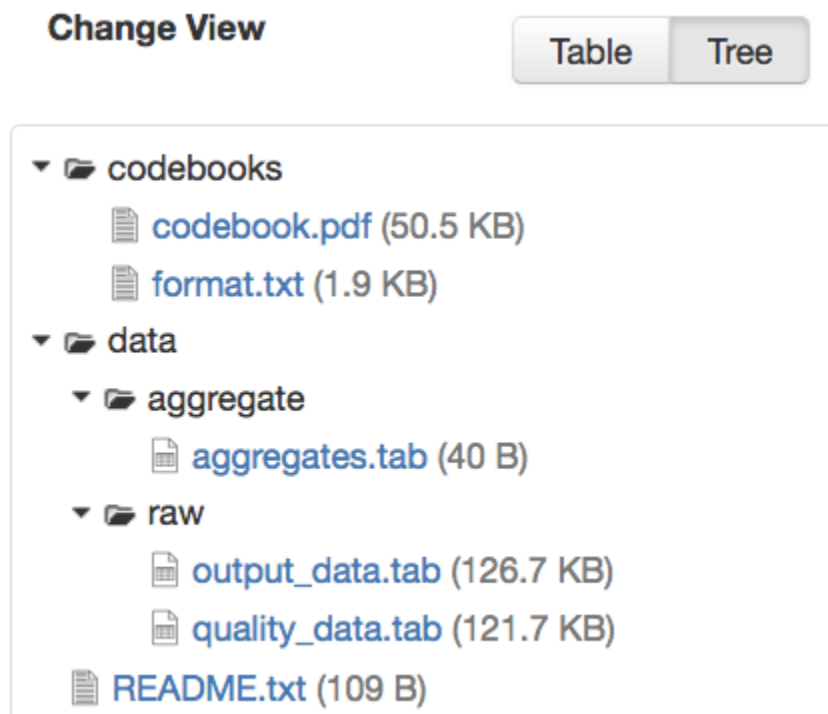 Change View
Table Tree
codebooks
codebook.pdf (50.5 KB)
format.txt (1.9 KB)
data
aggregate
aggregates.tab (40 B)
raw
output_data.tab (126.7 KB)
quality_data.tab (121.7 KB)
README.txt (109 B)